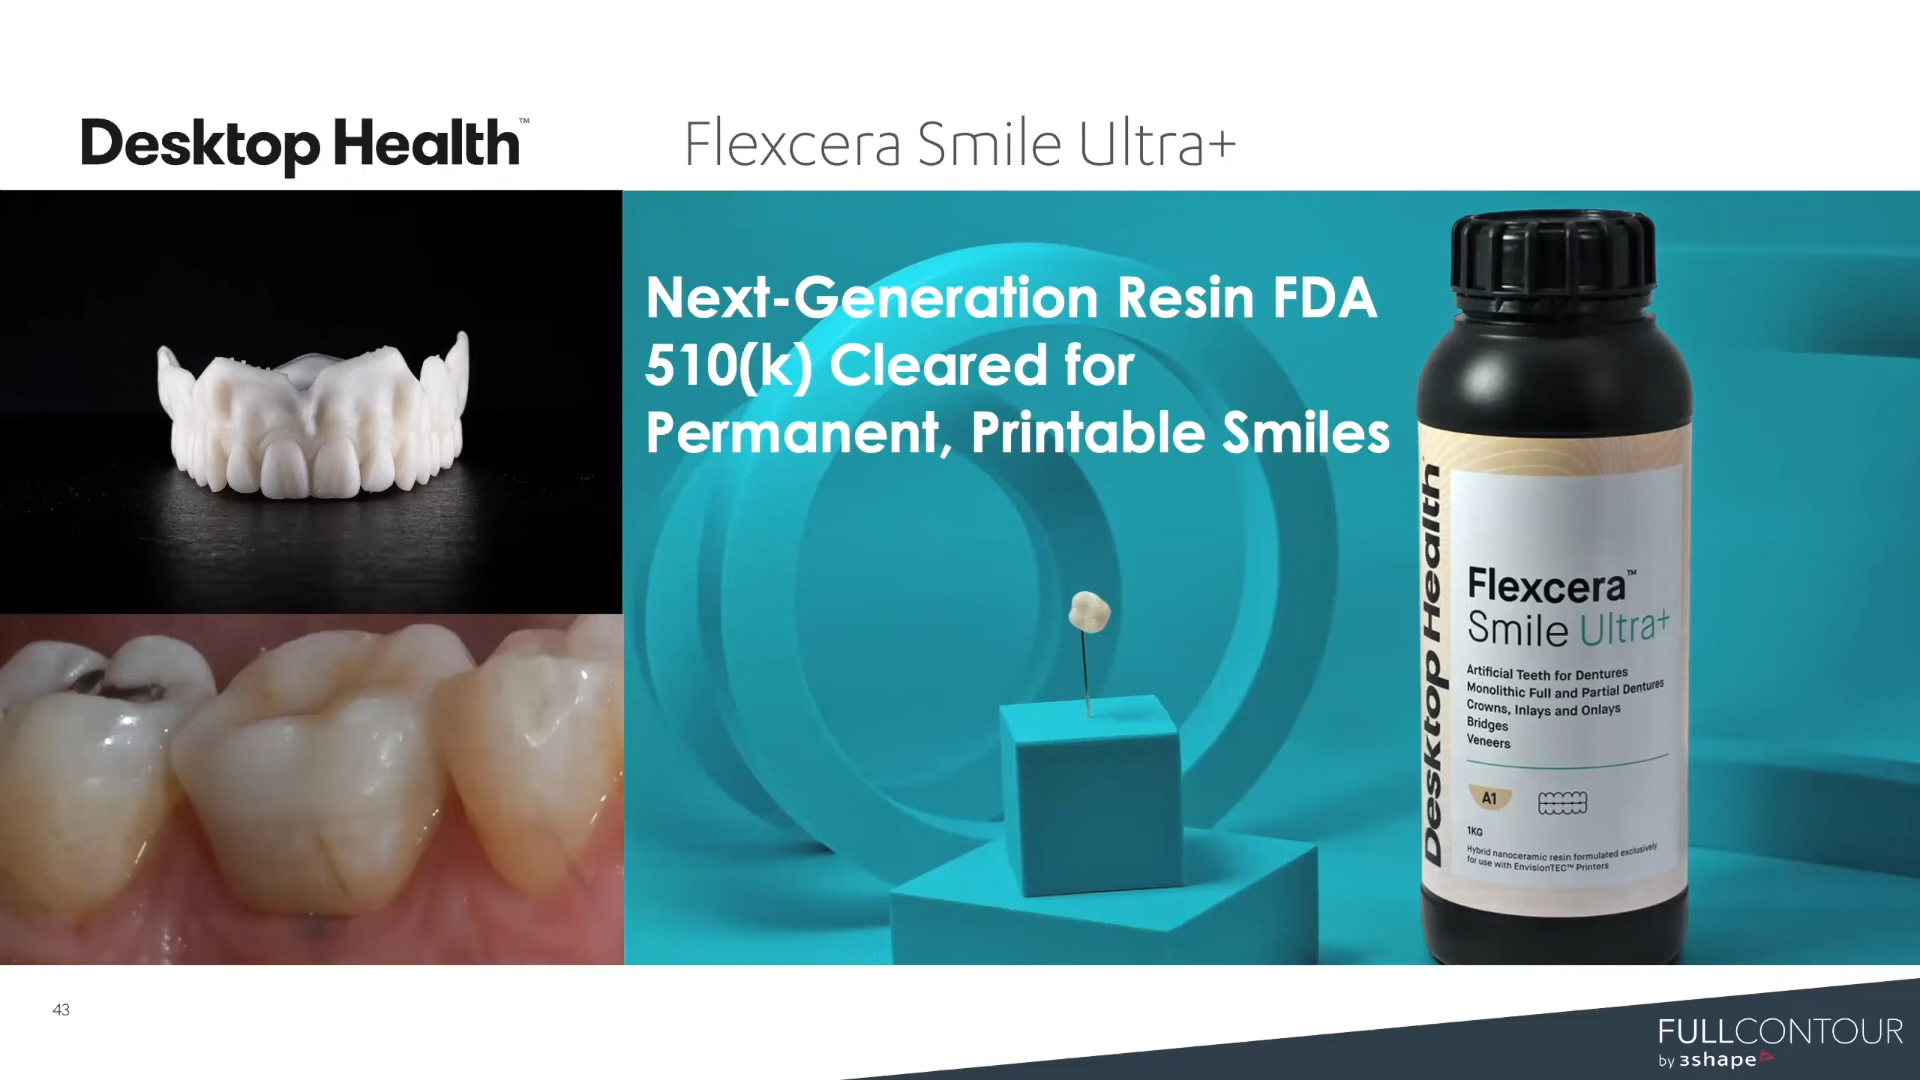 Desktop Health™
Flexcera Smile Ultra+
Next-Generation Resin FDA
510(k) Cleared for
Permanent, Printable Smiles
Desktop Health
Flexcera™
Smile Ultra+
Artificial Teeth for Dentures
Monolithic Full and Partial Dentures
Crowns, Inlays and Onlays
Bridges
Veneers
A1
1KG
Hybrid nanoceramic resin formulated exclusively
for use with EnvisionTEC™ Printers
43
FULLCONTOUR
by 3shape